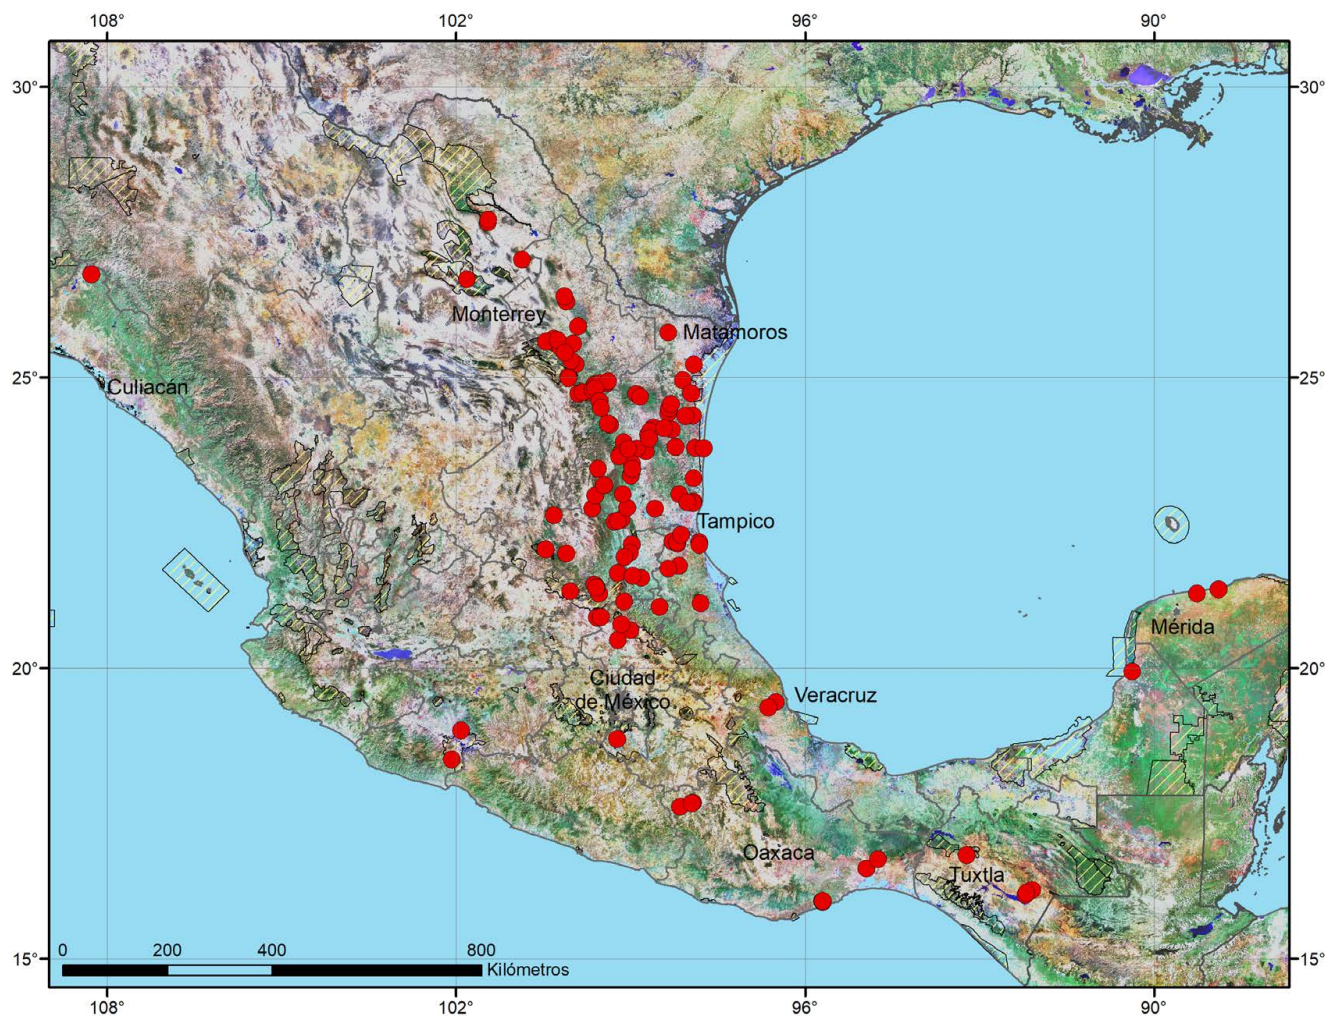 108°
102°
96°
90°
30°
30°
Monterrey
Matamoros
Culiacán
25°
25°
Tampico
Mérida
20°
20°
Ciudad
de México
Veracruz
Oaxaca
Tuxtla
0
200
400
800
Kilómetros
15°
15°
108°
102°
96°
90°